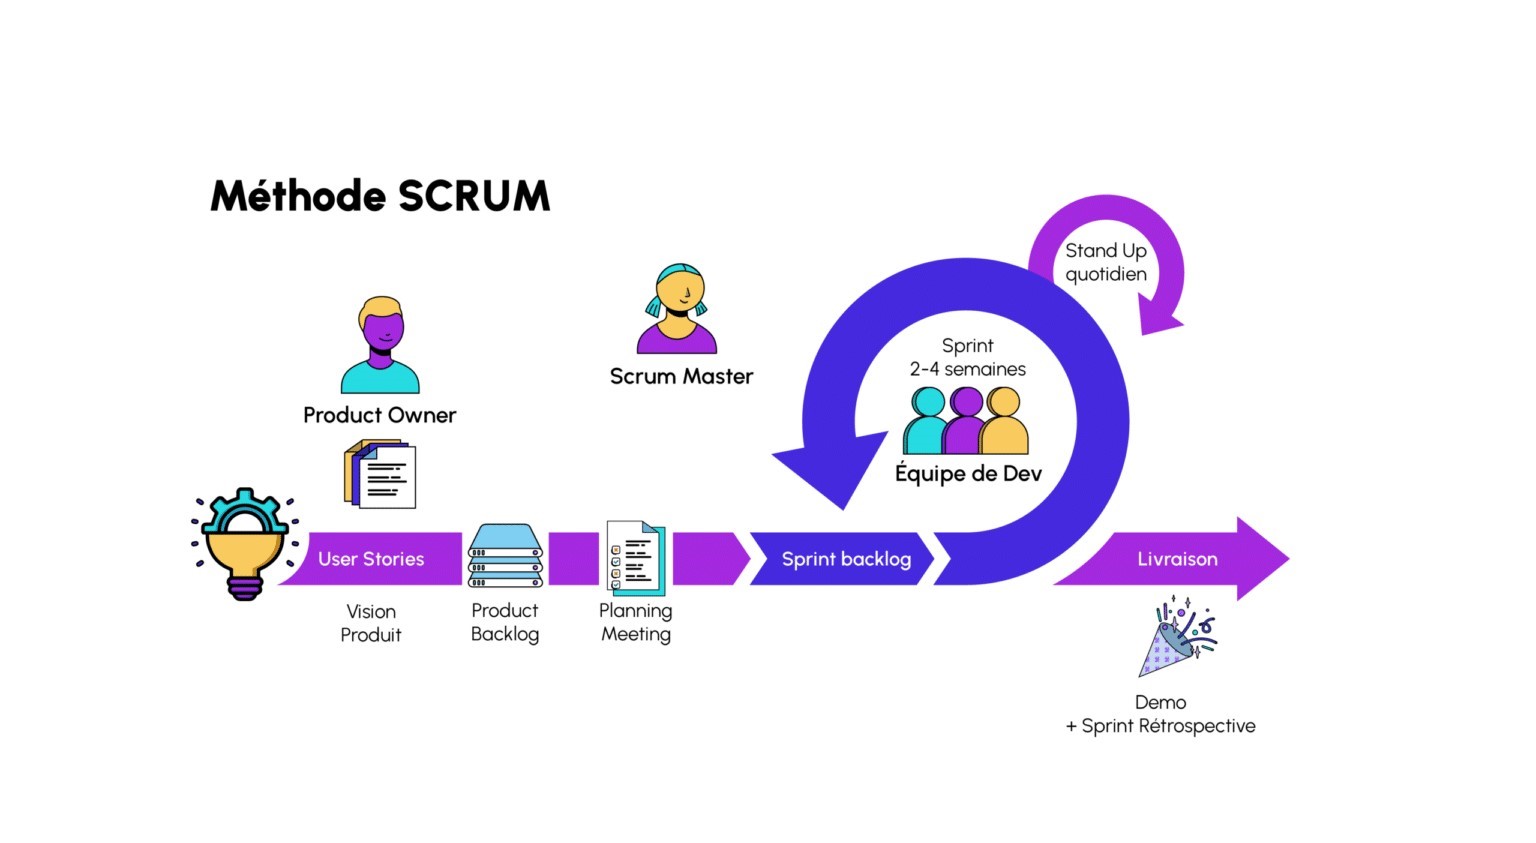 Méthode SCRUM
Product Owner
Scrum Master
Stand Up
quotidien
Sprint
2-4 semaines
Équipe de Dev
User Stories
Vision
Produit
Product
Backlog
Planning
Meeting
Sprint backlog
Livraison
Demo
+ Sprint Rétrospective